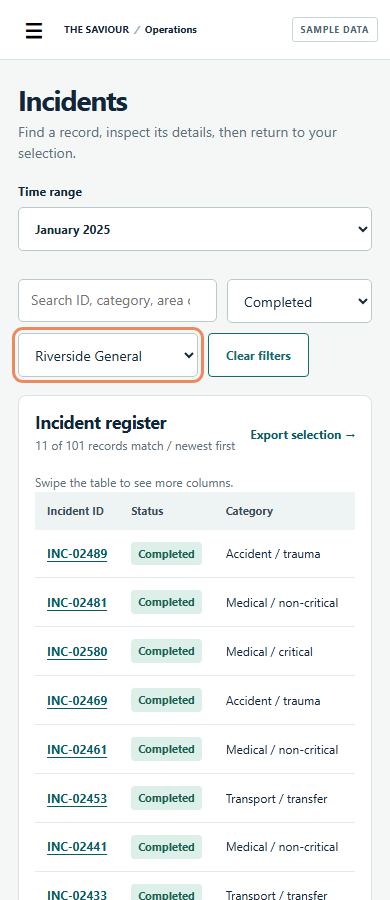 THE SAVIOUR / Operations
SAMPLE DATA
Incidents
Find a record, inspect its details, then return to your
selection.
Time range
January 2025
Search ID, category, area
Completed
Riverside General
Clear filters
Incident register
11 of 101 records match / newest first
Export selection →
Swipe the table to see more columns.
Incident ID Status Category
INC-02489 Completed Accident / trauma
INC-02481 Completed Medical / non-critical
INC-02580 Completed Medical / critical
INC-02469 Completed Accident / trauma
INC-02461 Completed Medical / non-critical
INC-02453 Completed Transport / transfer
INC-02441 Completed Medical / non-critical
INC-02433 Completed Transport / transfer